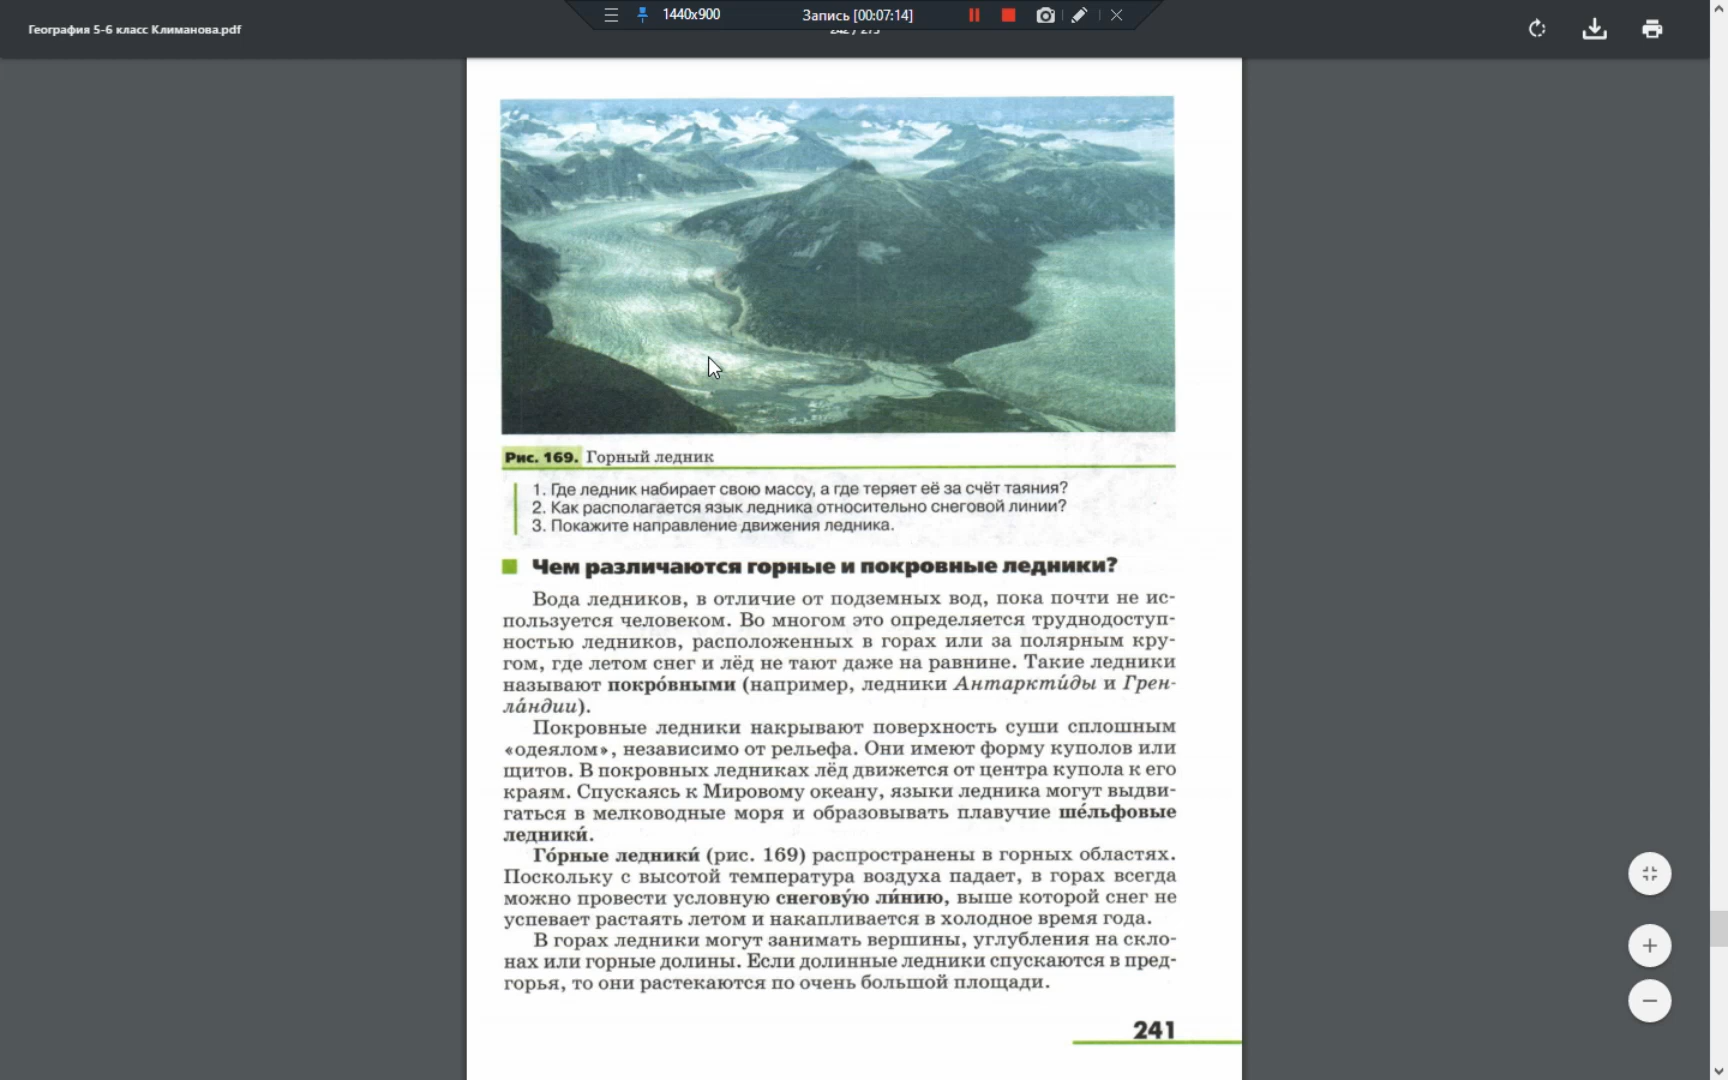 1440x900
Запись [00:07:14]
География 5-6 класс Климанова.pdf
Рис. 169. Горный ледник
1. Где ледник набирает свою массу, а где теряет её за счёт таяния?
2. Как располагается язык ледника относительно снеговой линии?
3. Покажите направление движения ледника.
Чем различаются горные и покровные ледники?
Вода ледников, в отличие от подземных вод, пока почти не ис-
пользуется человеком. Во многом это определяется труднодоступ-
ностью ледников, расположенных в горах или за полярным кру-
гом, где летом снег и лёд не тают даже на равнине. Такие ледники
называют покро́вными (например, ледники Антаркти́ды и Грен-
ла́ндии).
Покровные ледники накрывают поверхность суши сплошным
«одеялом», независимо от рельефа. Они имеют форму куполов или
щитов. В покровных ледниках лёд движется от центра купола к его
краям. Спускаясь к Мировому океану, языки ледника могут выдви-
гаться в мелководные моря и образовывать плавучие ше́льфовые
ледники́.
Го́рные ледники́ (рис. 169) распространены в горных областях.
Поскольку с высотой температура воздуха падает, в горах всегда
можно провести условную снегову́ю ли́нию, выше которой снег не
успевает растаять летом и накапливается в холодное время года.
В горах ледники могут занимать вершины, углубления на скло-
нах или горные долины. Если долинные ледники спускаются в пред-
горья, то они растекаются по очень большой площади.
241